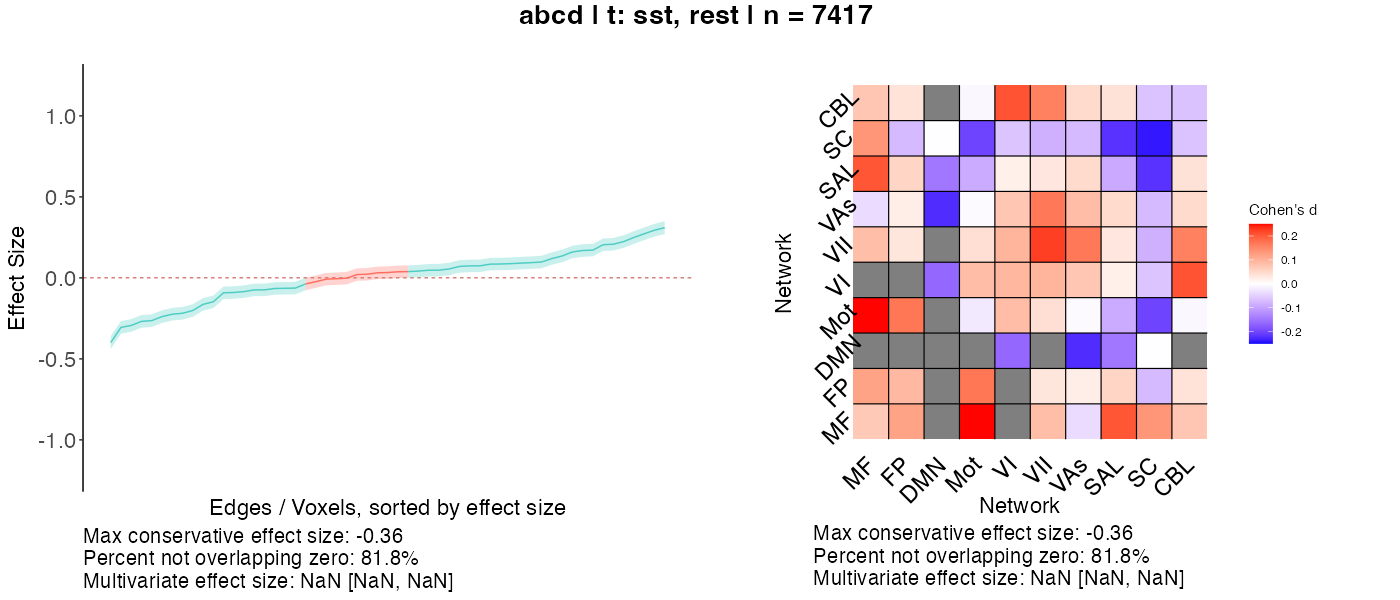 abcd | t: sst, rest | n = 7417
Effect Size
1.0
0.5
0.0
-0.5
-1.0
Edges / Voxels, sorted by effect size
Max conservative effect size: -0.36
Percent not overlapping zero: 81.8%
Multivariate effect size: NaN [NaN, NaN]
Network
CBL
SC
SAL
VAs
VII
VI
Mot
DMN
FP
MF
MF
FP
DMN
Mot
VI
VII
VAs
SAL
SC
CBL
Network
Max conservative effect size: -0.36
Percent not overlapping zero: 81.8%
Multivariate effect size: NaN [NaN, NaN]
Cohen's d
0.2
0.1
0.0
-0.1
-0.2